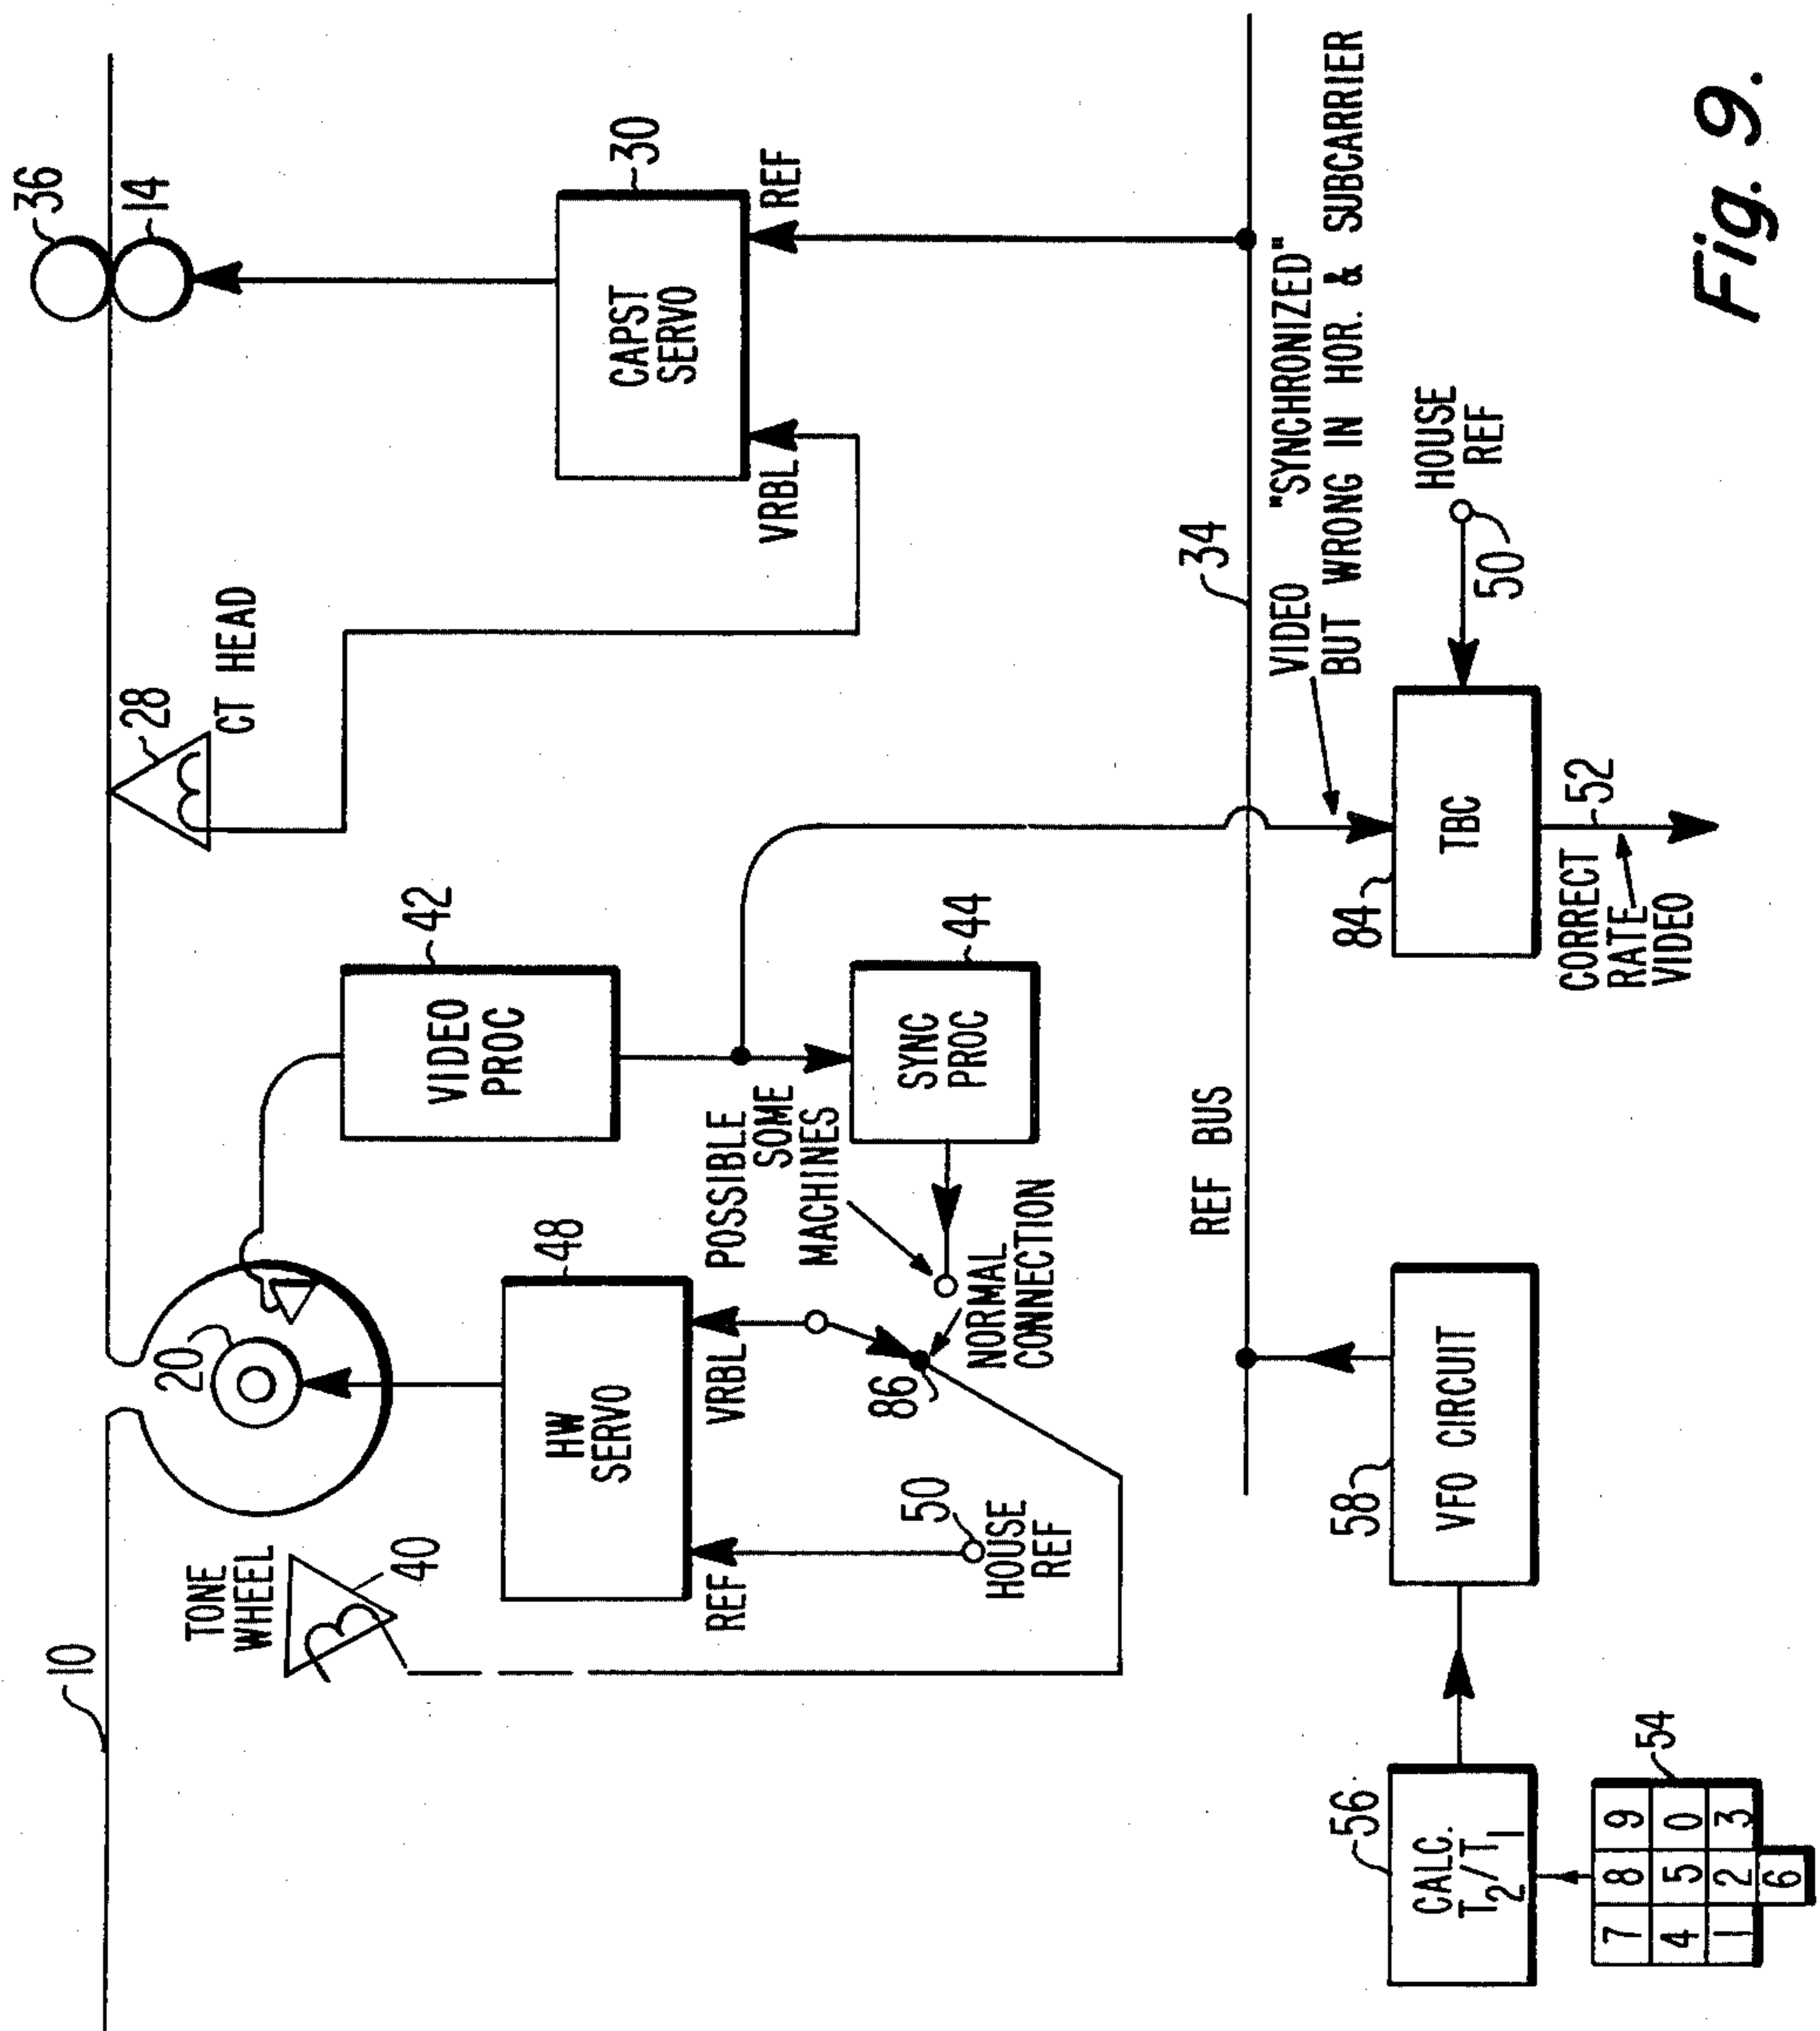 10
TONE
WHEEL
40
20
28
CT HEAD
36
14
HW
SERVO
48
REF
VRBL
50
HOUSE
REF
86
NORMAL
CONNECTION
POSSIBLE
SOME
MACHINES
VIDEO
PROC
42
SYNC
PROC
44
CAPST
SERVO
30
VRBL
REF
REF BUS
34
VIDEO "SYNCHRONIZED"
BUT WRONG IN HOR. & SUBCARRIER
CALC.
T2/T1
56
7 8 9
4 5 0
1 2 3
6
54
VFO CIRCUIT
58
TBC
84
HOUSE
REF
50
CORRECT
RATE
VIDEO
52
Fig. 9.